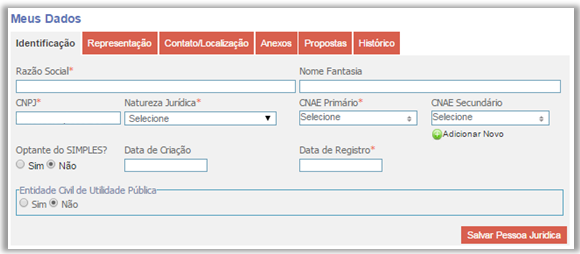 Meus Dados
Identificação Representação Contato/Localização Anexos Propostas Histórico
Razão Social* Nome Fantasia
CNPJ* Natureza Jurídica* CNAE Primário* CNAE Secundário
Selecione Selecione Selecione
Adicionar Novo
Optante do SIMPLES? Data de Criação Data de Registro*
Sim Não
Entidade Civil de Utilidade Pública
Sim Não
Salvar Pessoa Jurídica